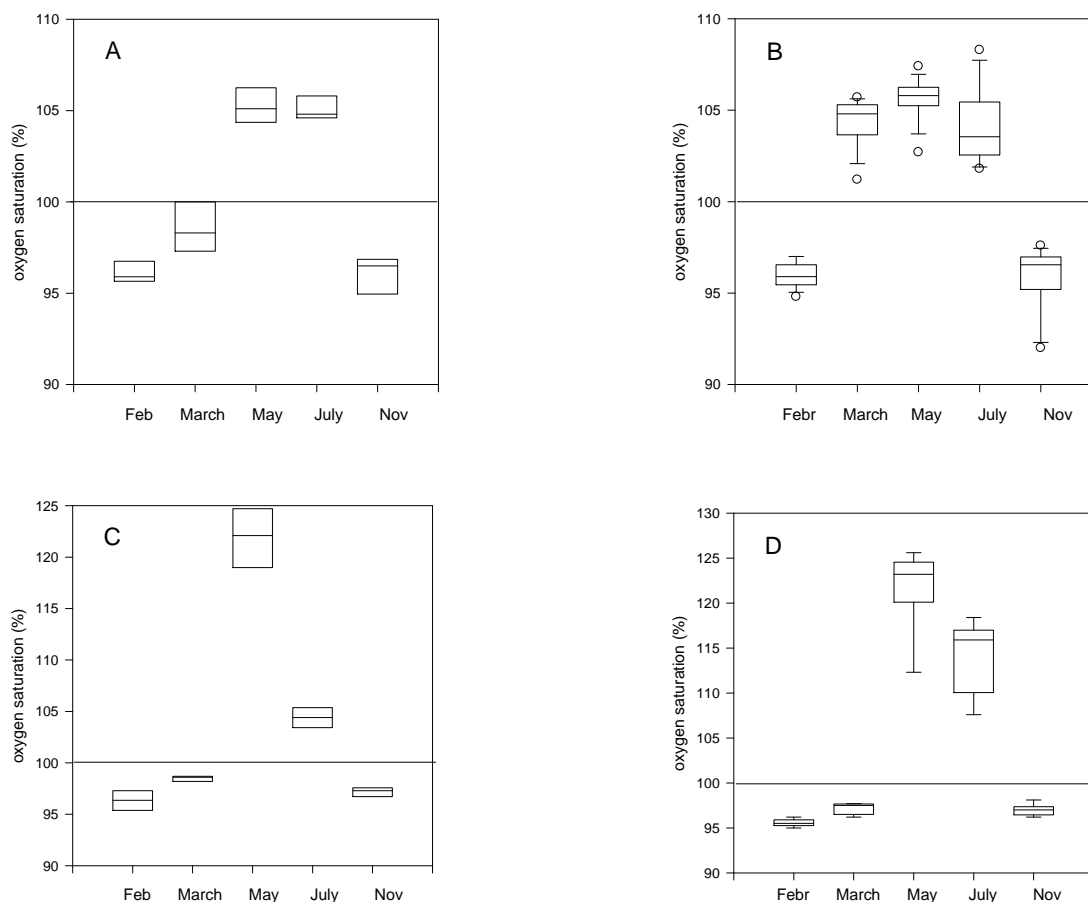 A
oxygen saturation (%)
110
105
100
95
90
Feb March May July Nov
B
oxygen saturation (%)
110
105
100
95
90
Febr March May July Nov
C
oxygen saturation (%)
125
120
115
110
105
100
95
90
Feb March May July Nov
D
oxygen saturation (%)
130
125
120
115
110
105
100
95
90
Febr March May July Nov